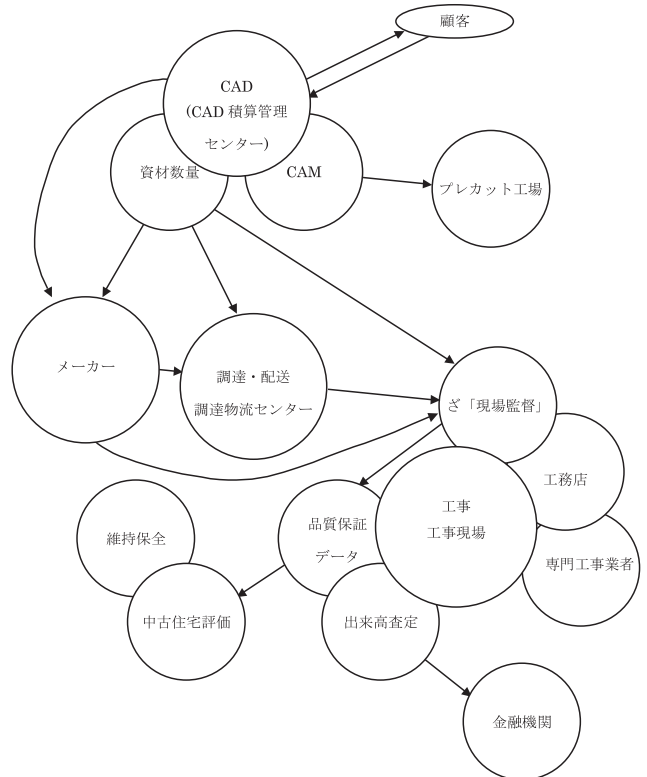 顧客
CAD
(CAD 積算管理
センター)
資材数量
CAM
プレカット工場
メーカー
調達・配送
調達物流センター
ざ「現場監督」
工務店
工事
工事現場
専門工事業者
品質保証
データ
維持保全
中古住宅評価
出来高査定
金融機関